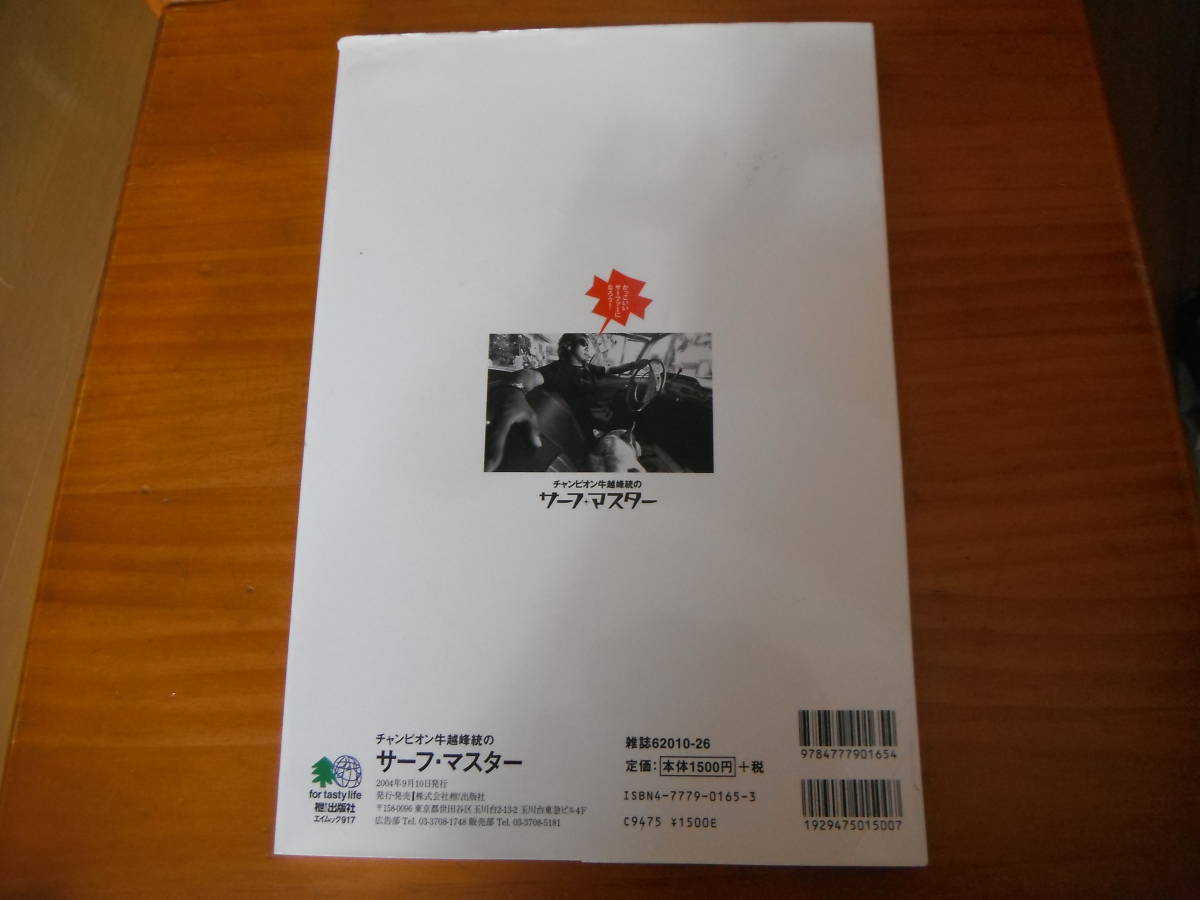 かっこいい
サーファーに
なろう!
チャンピオン牛越峰統の
サーフ・マスター
チャンピオン牛越峰統の
サーフ・マスター
for tasty life
枻出版社
エイムック917
2004年9月10日発行
発行・発売┃株式会社枻出版社
〒158-0096 東京都世田谷区玉川台2-13-2 玉川台東急ビル4F
広告部 Tel. 03-3708-1748 販売部 Tel. 03-3708-5181
雑誌62010-26
定価:本体1500円+税
ISBN4-7779-0165-3
C9475 ¥1500E
9784777901654
1929475015007